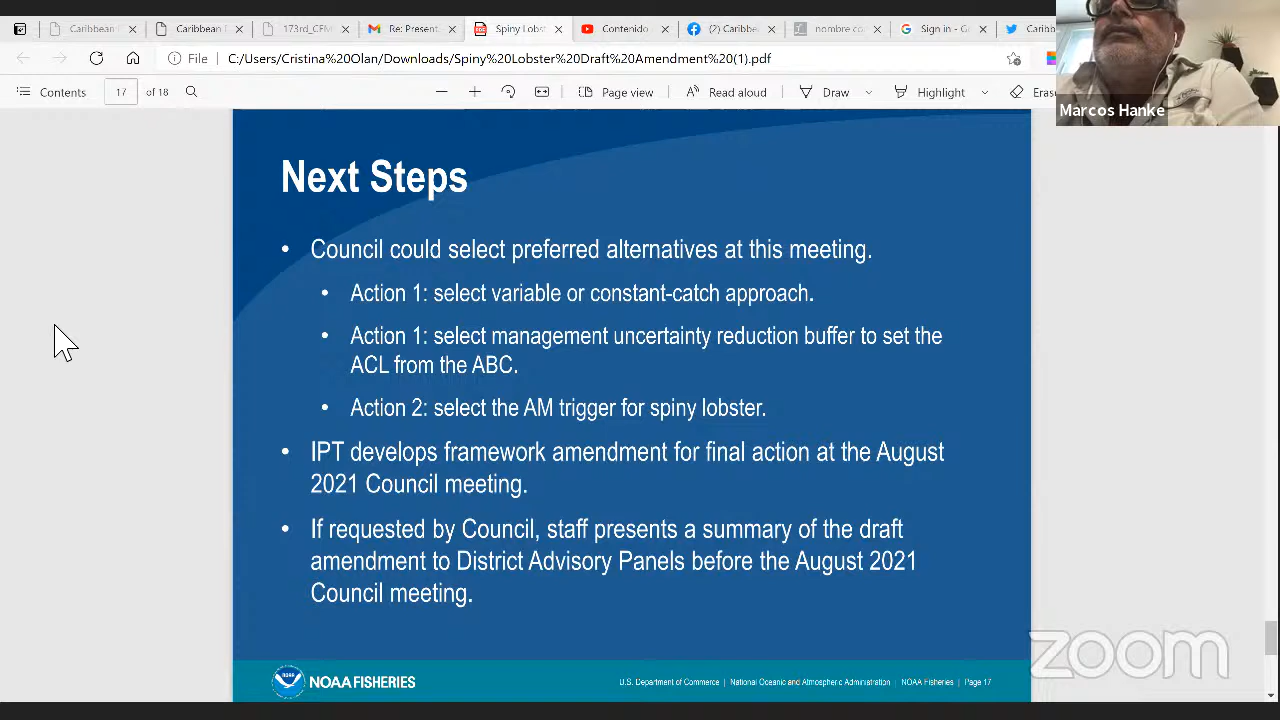 Caribbean
Caribbean I
173rd_CFM
Re: Present
Spiny Lobst
Contenido
(2) Caribbe
nombre co
Sign in - G
Carib
File
C:/Users/Cristina%20Olan/Downloads/Spiny%20Lobster%20Draft%20Amendment%20(1).pdf
Contents
17
of 18
Page view
Read aloud
Draw
Highlight
Eras
Marcos Hanke
Next Steps
• Council could select preferred alternatives at this meeting.
• Action 1: select variable or constant-catch approach.
• Action 1: select management uncertainty reduction buffer to set the
ACL from the ABC.
• Action 2: select the AM trigger for spiny lobster.
• IPT develops framework amendment for final action at the August
2021 Council meeting.
• If requested by Council, staff presents a summary of the draft
amendment to District Advisory Panels before the August 2021
Council meeting.
zoom
NOAA
NOAA FISHERIES
U.S. Department of Commerce | National Oceanic and Atmospheric Administration | NOAA Fisheries | Page 17